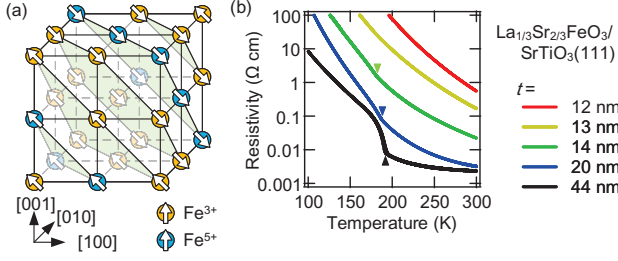 (a)
[001]
[010]
[100]
Fe³⁺
Fe⁵⁺
(b)
Resistivity (Ω cm)
100
10
1
0.1
0.01
0.001
100 150 200 250 300
Temperature (K)
La₁/₃Sr₂/₃FeO₃/
SrTiO₃(111)
t =
12 nm
13 nm
14 nm
20 nm
44 nm